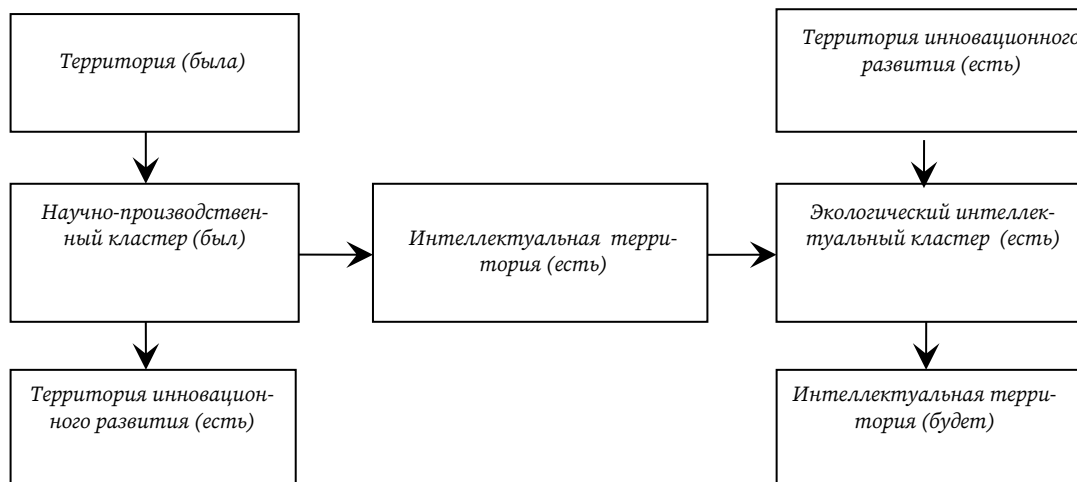 Территория (была)
Территория инновационного
развития (есть)
Научно-производствен-
ный кластер (был)
Интеллектуальная терри-
тория (есть)
Экологический интеллек-
туальный кластер (есть)
Территория инновацион-
ного развития (есть)
Интеллектуальная терри-
тория (будет)